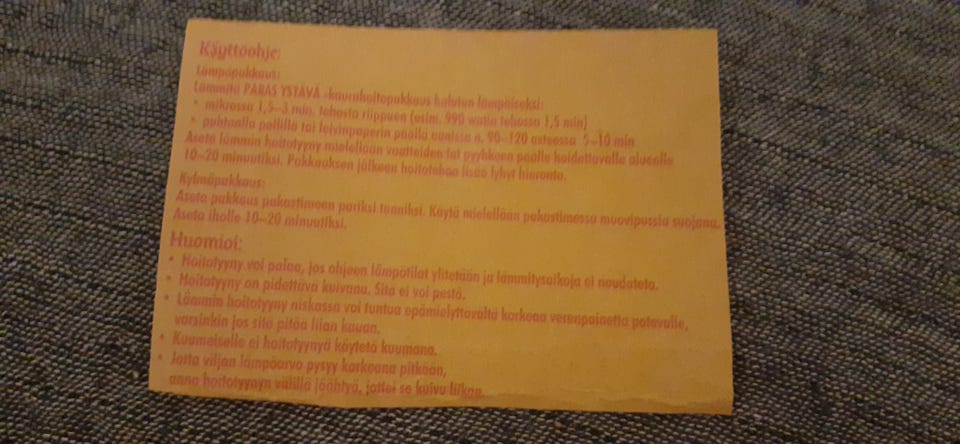 Käyttöohje:
Lämpöpakkaus:
Lämmitä PARAS YSTÄVÄ -kaurahoitopakkaus halutun lämpöiseksi:
• mikrossa 1,5–3 min. tehosta riippuen (esim. 990 watin tehossa 1,5 min)
• puhtaalla pellillä tai leivinpaperin päällä uunissa n. 90–120 asteessa 5–10 min
Aseta lämmin hoitotyyny mielellään vaatteiden tai pyyhkeen päälle hoidettavalle alueelle
10–20 minuutiksi. Pakkauksen jälkeen hoitotehoa lisää lyhyt hieronta.
Kylmäpakkaus:
Aseta pakkaus pakastimeen pariksi tunniksi. Käytä mielellään pakastimessa muovipussia suojana.
Aseta iholle 10–20 minuutiksi.
Huomioi:
• Hoitotyyny voi palaa, jos ohjeen lämpötilat ylitetään ja lämmitysaikoja ei noudateta.
• Hoitotyyny on pidettävä kuivana. Sitä ei voi pestä.
• Lämmin hoitotyyny niskassa voi tuntua epämiellyttävältä korkeaa verenpainetta potevalle,
varsinkin jos sitä pitää liian kauan.
• Kuumeiselle ei hoitotyynyä käytetä kuumana.
• Jotta viljan lämpöarvo pysyy korkeana pitkään,
anna hoitotyynyn välillä jäähtyä, jottei se kuivu liikaa.